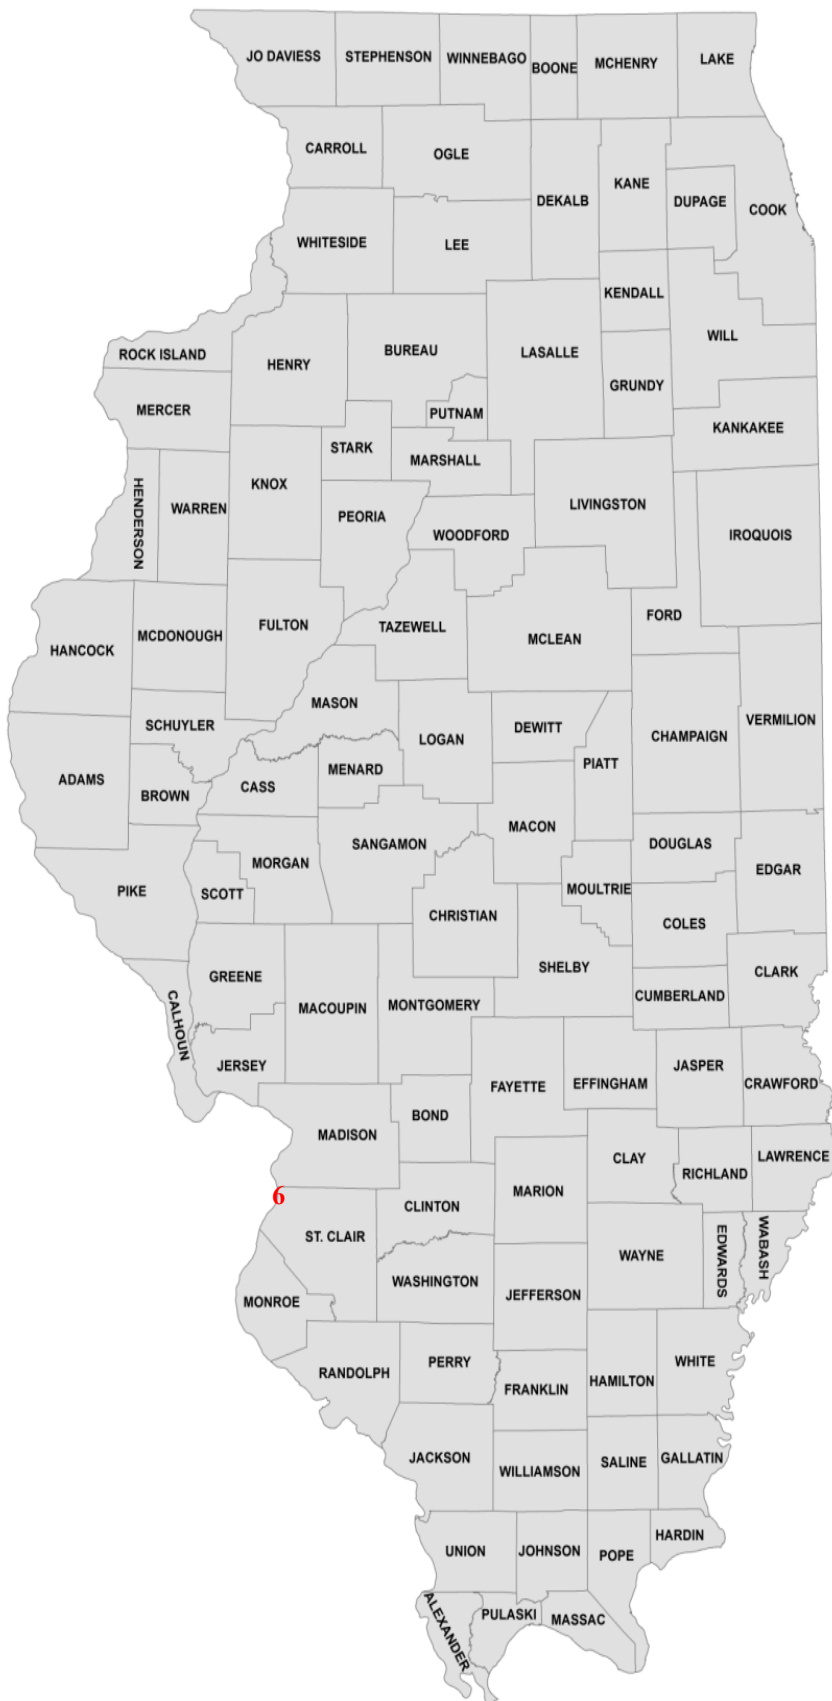 JO DAVIESS
STEPHENSON
WINNEBAGO
BOONE
MCHENRY
LAKE
CARROLL
OGLE
DEKALB
KANE
DUPAGE
COOK
WHITESIDE
LEE
KENDALL
WILL
ROCK ISLAND
HENRY
BUREAU
LASALLE
GRUNDY
MERCER
PUTNAM
KANKAKEE
STARK
MARSHALL
HENDERSON
WARREN
KNOX
PEORIA
WOODFORD
LIVINGSTON
IROQUOIS
HANCOCK
MCDONOUGH
FULTON
TAZEWELL
MCLEAN
FORD
MASON
SCHUYLER
LOGAN
DEWITT
PIATT
CHAMPAIGN
VERMILION
ADAMS
BROWN
CASS
MENARD
MACON
SANGAMON
DOUGLAS
EDGAR
PIKE
SCOTT
MORGAN
CHRISTIAN
MOULTRIE
COLES
GREENE
MACOUPIN
MONTGOMERY
SHELBY
CUMBERLAND
CLARK
CALHOUN
JERSEY
FAYETTE
EFFINGHAM
JASPER
CRAWFORD
MADISON
BOND
CLAY
RICHLAND
LAWRENCE
6
ST. CLAIR
CLINTON
MARION
WAYNE
EDWARDS
WABASH
MONROE
WASHINGTON
JEFFERSON
RANDOLPH
PERRY
FRANKLIN
HAMILTON
WHITE
JACKSON
WILLIAMSON
SALINE
GALLATIN
UNION
JOHNSON
POPE
HARDIN
ALEXANDER
PULASKI
MASSAC